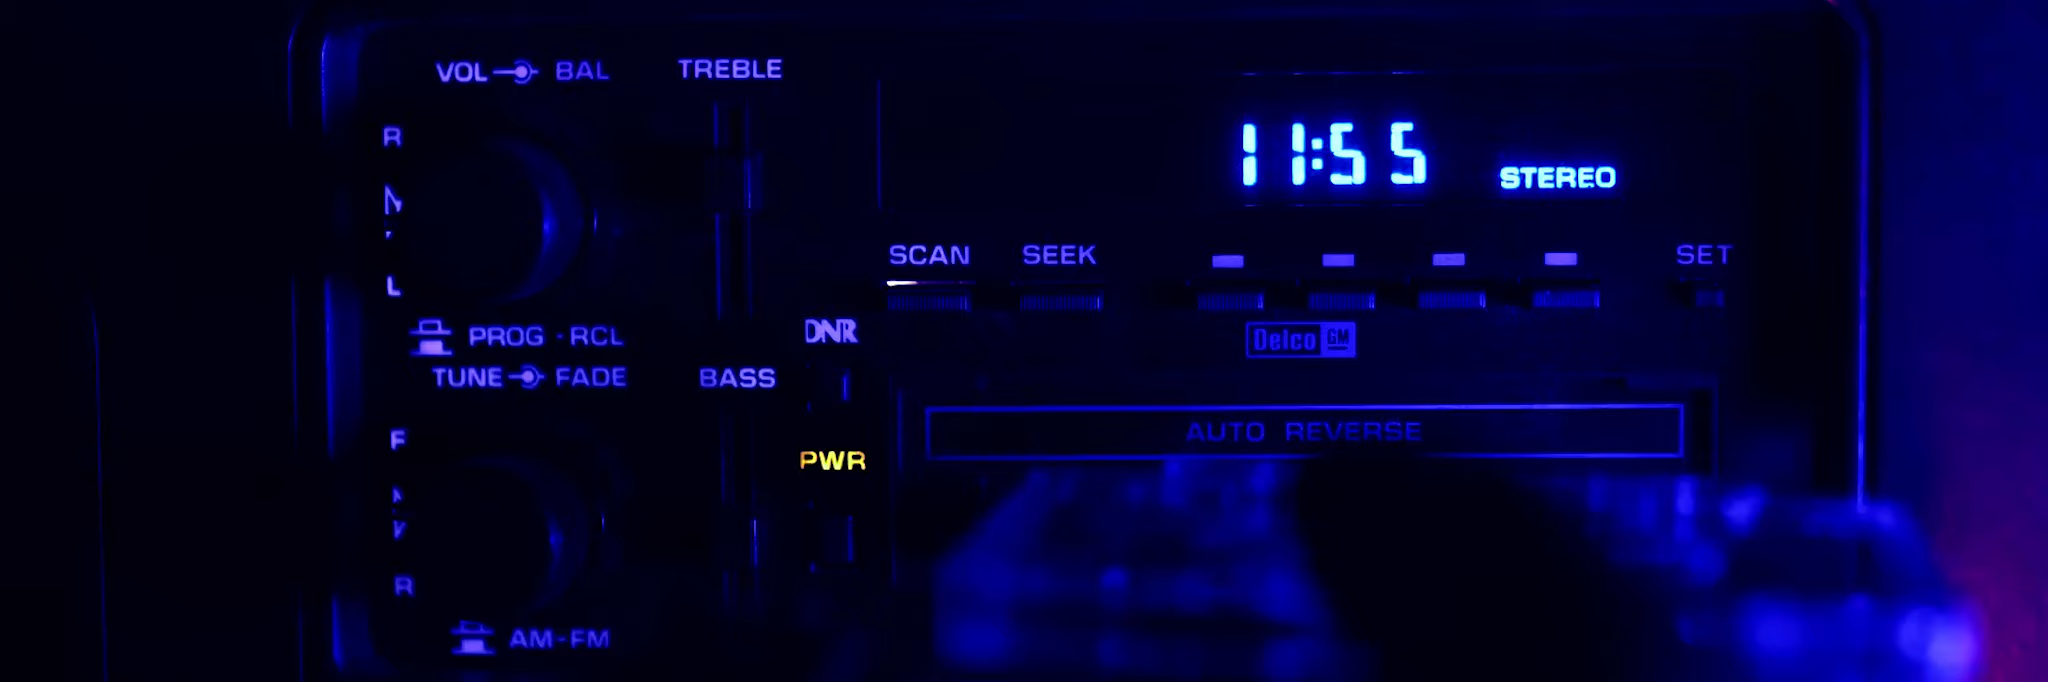 VOL BAL TREBLE
R
L
11:55 STEREO
SCAN SEEK SET
PROG - RCL DNR
Delco GM
TUNE FADE BASS
AUTO REVERSE
F
PWR
R
AM-FM